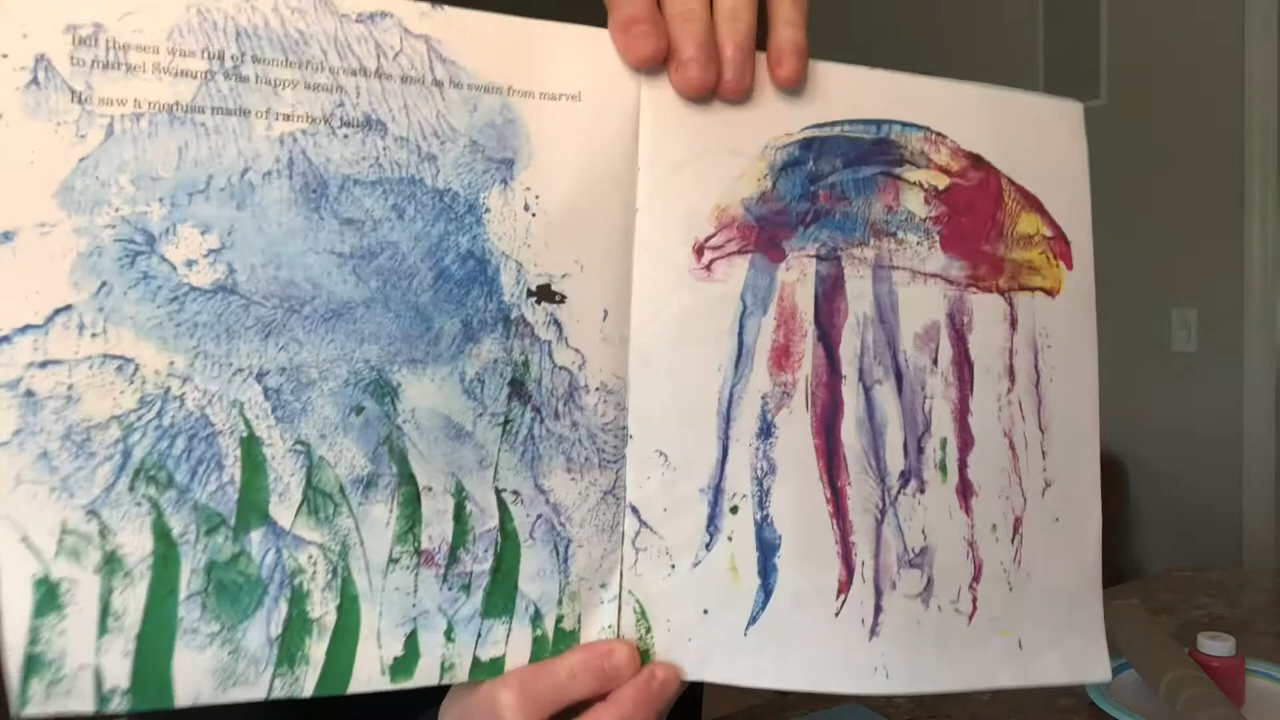 But the sea was full of wonderful creatures, and as he swam from marvel
to marvel Swimmy was happy again.
He saw a medusa made of rainbow jelly...